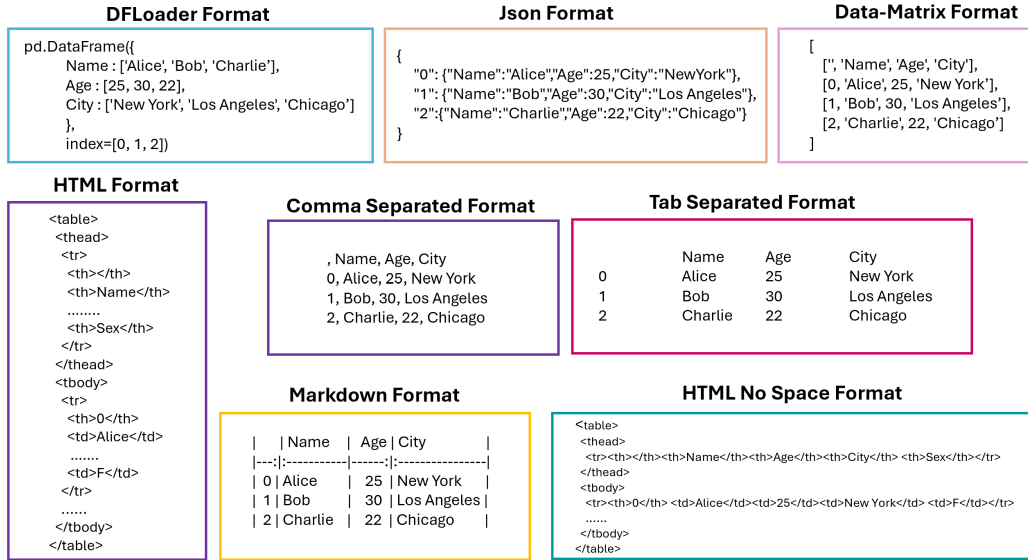 DFLoader Format
pd.DataFrame({
Name : ['Alice', 'Bob', 'Charlie’],
Age : [25, 30, 22],
City : ['New York', 'Los Angeles', 'Chicago’]
},
index=[0, 1, 2])
Json Format
{
"0": {"Name":"Alice","Age":25,"City":"NewYork"},
"1": {"Name":"Bob","Age":30,"City":"Los Angeles"},
"2":{"Name":"Charlie","Age":22,"City":"Chicago"}
}
Data-Matrix Format
[
['', 'Name', 'Age', 'City'],
[0, 'Alice', 25, 'New York’],
[1, 'Bob', 30, 'Los Angeles’],
[2, 'Charlie', 22, 'Chicago’]
]
HTML Format
<table>
<thead>
<tr>
<th></th>
<th>Name</th>
........
<th>Sex</th>
</tr>
</thead>
<tbody>
<tr>
<th>0</th>
<td>Alice</td>
.......
<td>F</td>
</tr>
......
</tbody>
</table>
Comma Separated Format
, Name, Age, City
0, Alice, 25, New York
1, Bob, 30, Los Angeles
2, Charlie, 22, Chicago
Tab Separated Format
Name Age City
0 Alice 25 New York
1 Bob 30 Los Angeles
2 Charlie 22 Chicago
Markdown Format
| | Name | Age | City |
|---:|:-----------|------:|:----------------|
| 0 | Alice | 25 | New York |
| 1 | Bob | 30 | Los Angeles |
| 2 | Charlie | 22 | Chicago |
HTML No Space Format
<table>
<thead>
<tr><th></th><th>Name</th><th>Age</th><th>City</th> <th>Sex</th></tr>
</thead>
<tbody>
<tr><th>0</th> <td>Alice</td><td>25</td><td>New York</td> <td>F</td></tr>
......
</tbody>
</table>